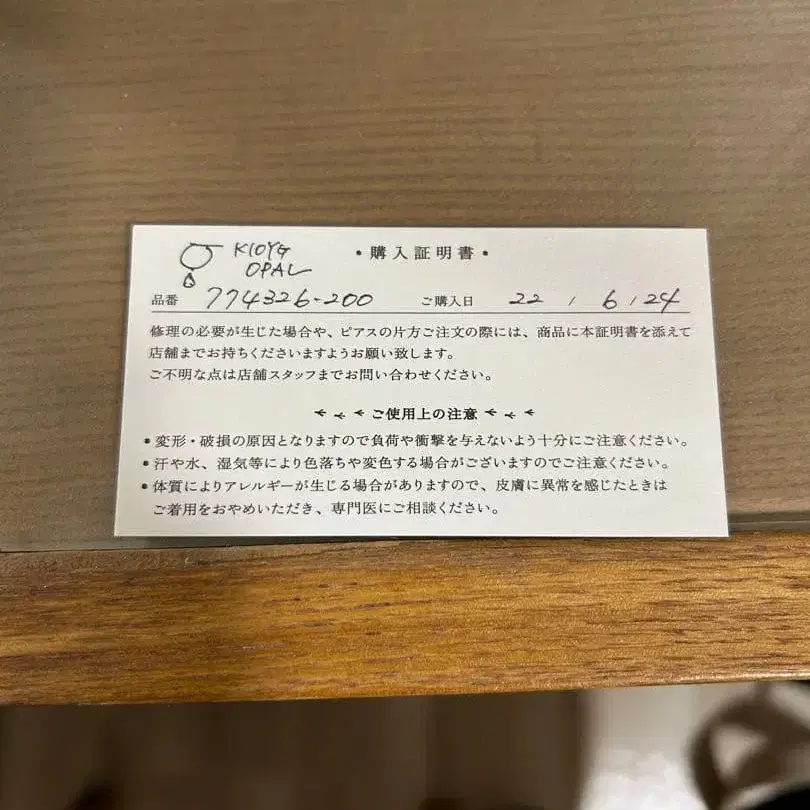 K10YG
・購入証明書・
OPAL
品番 774326-200 ご購入日 22 / 6 / 24
修理の必要が生じた場合や、ピアスの片方ご注文の際には、商品に本証明書を添えて
店舗までお持ちくださいますようお願い致します。
ご不明な点は店舗スタッフまでお問い合わせください。
ご使用上の注意
・変形・破損の原因となりますので負荷や衝撃を与えないよう十分にご注意ください。
・汗や水、湿気等により色落ちや変色する場合がございますのでご注意ください。
・体質によりアレルギーが生じる場合がありますので、皮膚に異常を感じたときは
ご着用をおやめいただき、専門医にご相談ください。